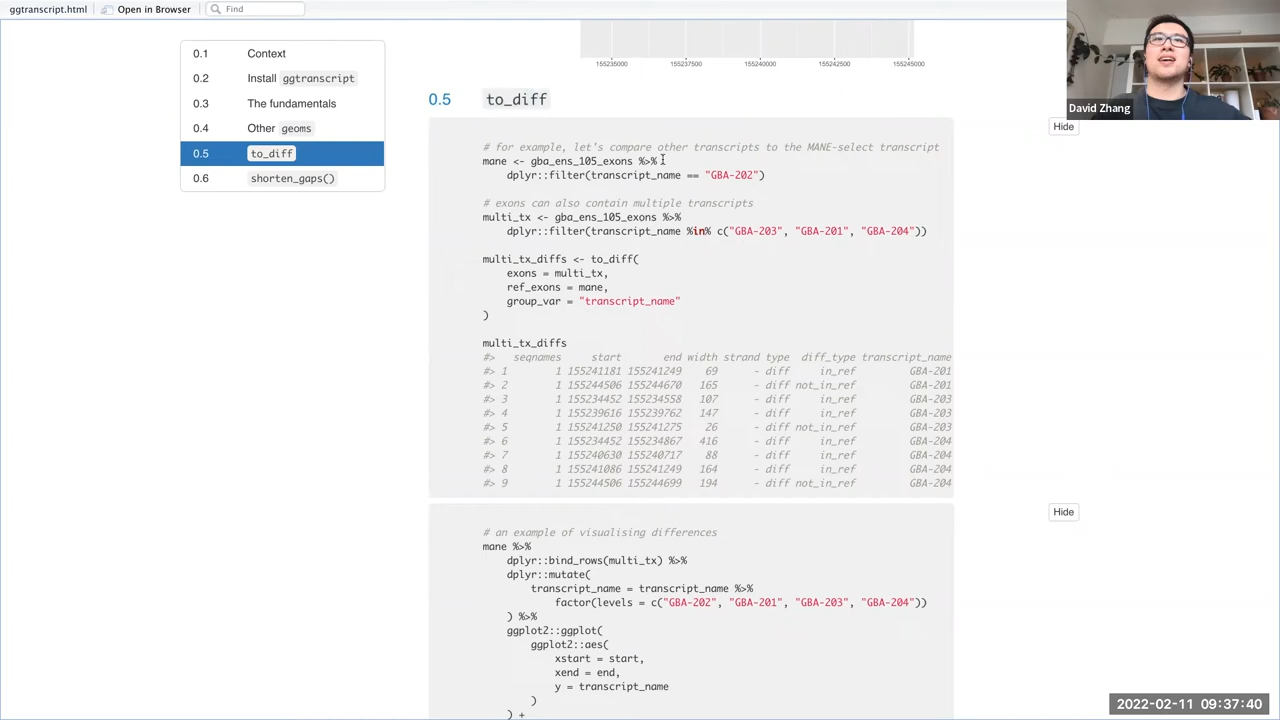 ggtranscript.html Open in Browser Find
0.1 Context
0.2 Install ggtranscript
0.3 The fundamentals
0.4 Other geoms
0.5 to_diff
0.6 shorten_gaps()
155235000 155237500 155240000 155242500 155245000
David Zhang
0.5 to_diff
Hide
# for example, let's compare other transcripts to the MANE-select transcript
mane <- gba_ens_105_exons %>%
dplyr::filter(transcript_name == "GBA-202")
# exons can also contain multiple transcripts
multi_tx <- gba_ens_105_exons %>%
dplyr::filter(transcript_name %in% c("GBA-203", "GBA-201", "GBA-204"))
multi_tx_diffs <- to_diff(
exons = multi_tx,
ref_exons = mane,
group_var = "transcript_name"
)
multi_tx_diffs
#> seqnames start end width strand type diff_type transcript_name
#> 1 1 155241181 155241249 69 - diff in_ref GBA-201
#> 2 1 155244506 155244670 165 - diff not_in_ref GBA-201
#> 3 1 155234452 155234558 107 - diff in_ref GBA-203
#> 4 1 155239616 155239762 147 - diff in_ref GBA-203
#> 5 1 155241250 155241275 26 - diff not_in_ref GBA-203
#> 6 1 155234452 155234867 416 - diff in_ref GBA-204
#> 7 1 155240630 155240717 88 - diff in_ref GBA-204
#> 8 1 155241086 155241249 164 - diff in_ref GBA-204
#> 9 1 155244506 155244699 194 - diff not_in_ref GBA-204
Hide
# an example of visualising differences
mane %>%
dplyr::bind_rows(multi_tx) %>%
dplyr::mutate(
transcript_name = transcript_name %>%
factor(levels = c("GBA-202", "GBA-201", "GBA-203", "GBA-204"))
) %>%
ggplot2::ggplot(
ggplot2::aes(
xstart = start,
xend = end,
y = transcript_name
)
) +
2022-02-11 09:37:40